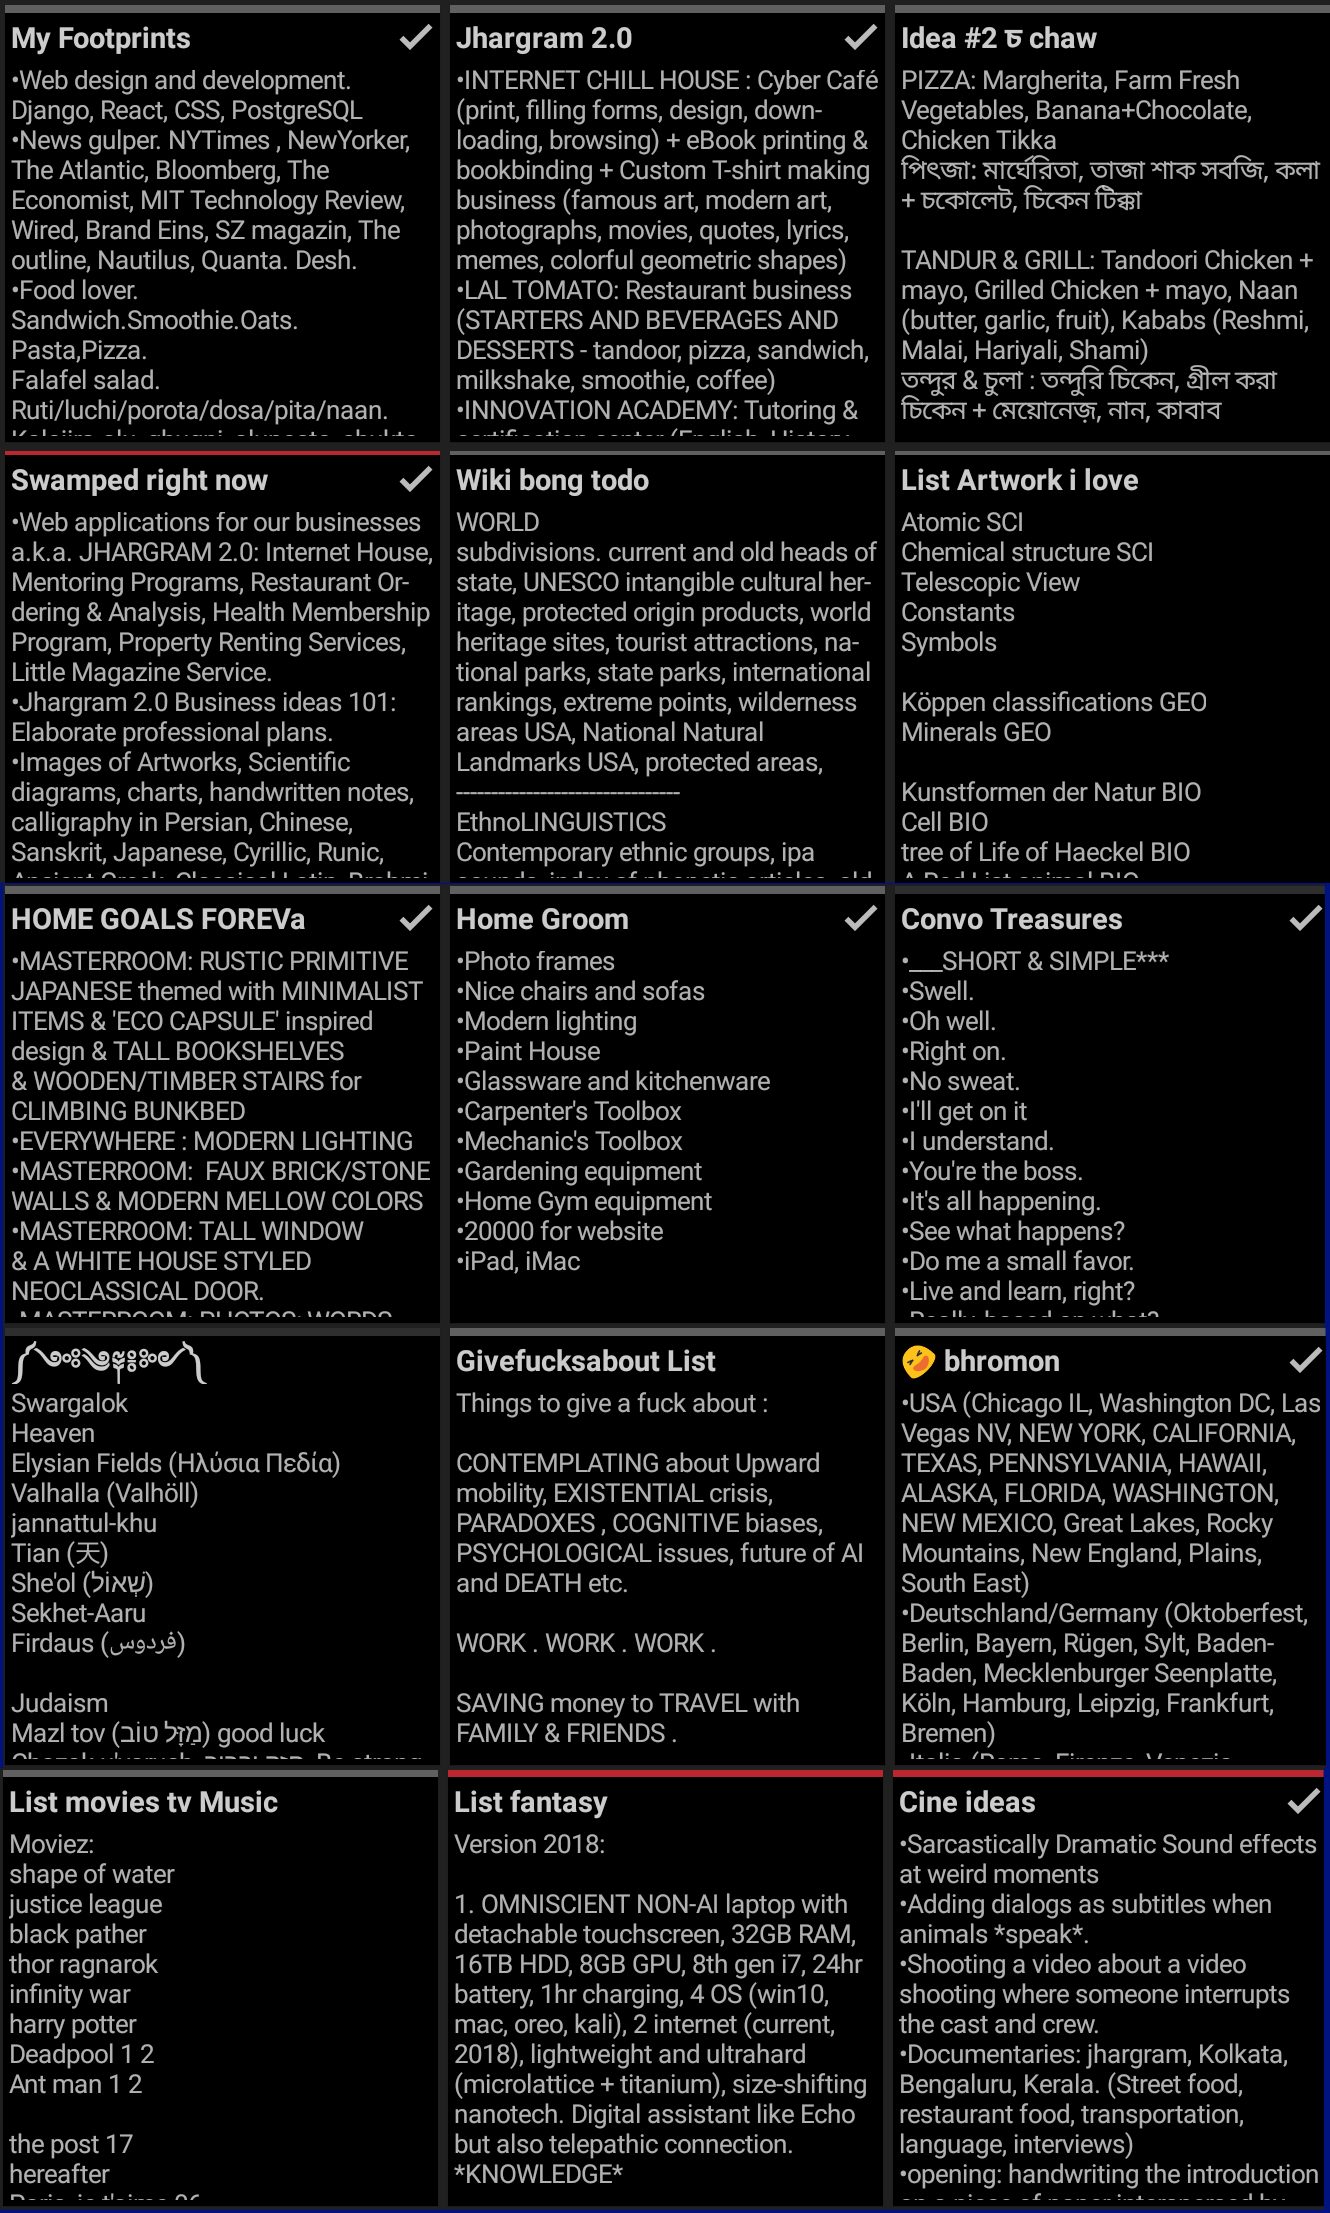 My Footprints
•Web design and development.
Django, React, CSS, PostgreSQL
•News gulper. NYTimes , NewYorker,
The Atlantic, Bloomberg, The
Economist, MIT Technology Review,
Wired, Brand Eins, SZ magazin, The
outline, Nautilus, Quanta. Desh.
•Food lover.
Sandwich.Smoothie.Oats.
Pasta,Pizza.
Falafel salad.
Ruti/luchi/porota/dosa/pita/naan.
Jhargram 2.0
•INTERNET CHILL HOUSE : Cyber Café
(print, filling forms, design, down-
loading, browsing) + eBook printing &
bookbinding + Custom T-shirt making
business (famous art, modern art,
photographs, movies, quotes, lyrics,
memes, colorful geometric shapes)
•LAL TOMATO: Restaurant business
(STARTERS AND BEVERAGES AND
DESSERTS - tandoor, pizza, sandwich,
milkshake, smoothie, coffee)
•INNOVATION ACADEMY: Tutoring &
Idea #2 চ chaw
PIZZA: Margherita, Farm Fresh
Vegetables, Banana+Chocolate,
Chicken Tikka
পিৎজা: মার্ঘেরিতা, তাজা শাক সবজি, কলা
+ চকোলেট, চিকেন টিক্কা
TANDUR & GRILL: Tandoori Chicken +
mayo, Grilled Chicken + mayo, Naan
(butter, garlic, fruit), Kababs (Reshmi,
Malai, Hariyali, Shami)
তন্দুর & চুলা : তন্দুরি চিকেন, গ্রীল করা
চিকেন + মেয়োনেজ়, নান, কাবাব
Swamped right now
•Web applications for our businesses
a.k.a. JHARGRAM 2.0: Internet House,
Mentoring Programs, Restaurant Or-
dering & Analysis, Health Membership
Program, Property Renting Services,
Little Magazine Service.
•Jhargram 2.0 Business ideas 101:
Elaborate professional plans.
•Images of Artworks, Scientific
diagrams, charts, handwritten notes,
calligraphy in Persian, Chinese,
Sanskrit, Japanese, Cyrillic, Runic,
Wiki bong todo
WORLD
subdivisions. current and old heads of
state, UNESCO intangible cultural her-
itage, protected origin products, world
heritage sites, tourist attractions, na-
tional parks, state parks, international
rankings, extreme points, wilderness
areas USA, National Natural
Landmarks USA, protected areas,
--------------------------------
EthnoLINGUISTICS
Contemporary ethnic groups, ipa
List Artwork i love
Atomic SCI
Chemical structure SCI
Telescopic View
Constants
Symbols
Köppen classifications GEO
Minerals GEO
Kunstformen der Natur BIO
Cell BIO
tree of Life of Haeckel BIO
HOME GOALS FOREVa
•MASTERROOM: RUSTIC PRIMITIVE
JAPANESE themed with MINIMALIST
ITEMS & 'ECO CAPSULE' inspired
design & TALL BOOKSHELVES
& WOODEN/TIMBER STAIRS for
CLIMBING BUNKBED
•EVERYWHERE : MODERN LIGHTING
•MASTERROOM:  FAUX BRICK/STONE
WALLS & MODERN MELLOW COLORS
•MASTERROOM: TALL WINDOW
& A WHITE HOUSE STYLED
NEOCLASSICAL DOOR.
Home Groom
•Photo frames
•Nice chairs and sofas
•Modern lighting
•Paint House
•Glassware and kitchenware
•Carpenter's Toolbox
•Mechanic's Toolbox
•Gardening equipment
•Home Gym equipment
•20000 for website
•iPad, iMac
Convo Treasures
•___SHORT & SIMPLE***
•Swell.
•Oh well.
•Right on.
•No sweat.
•I'll get on it
•I understand.
•You're the boss.
•It's all happening.
•See what happens?
•Do me a small favor.
•Live and learn, right?
Swargalok
Heaven
Elysian Fields (Ηλύσια Πεδία)
Valhalla (Valhöll)
jannattul-khu
Tian (天)
She'ol (שְׁאוֹל)
Sekhet-Aaru
Firdaus (فردوس)
Judaism
Mazl tov (מַזָּל טוֹב) good luck
Givefucksabout List
Things to give a fuck about :
CONTEMPLATING about Upward
mobility, EXISTENTIAL crisis,
PARADOXES , COGNITIVE biases,
PSYCHOLOGICAL issues, future of AI
and DEATH etc.
WORK . WORK . WORK .
SAVING money to TRAVEL with
FAMILY & FRIENDS .
🤣 bhromon
•USA (Chicago IL, Washington DC, Las
Vegas NV, NEW YORK, CALIFORNIA,
TEXAS, PENNSYLVANIA, HAWAII,
ALASKA, FLORIDA, WASHINGTON,
NEW MEXICO, Great Lakes, Rocky
Mountains, New England, Plains,
South East)
•Deutschland/Germany (Oktoberfest,
Berlin, Bayern, Rügen, Sylt, Baden-
Baden, Mecklenburger Seenplatte,
Köln, Hamburg, Leipzig, Frankfurt,
Bremen)
List movies tv Music
Moviez:
shape of water
justice league
black pather
thor ragnarok
infinity war
harry potter
Deadpool 1 2
Ant man 1 2
the post 17
hereafter
List fantasy
Version 2018:
1. OMNISCIENT NON-AI laptop with
detachable touchscreen, 32GB RAM,
16TB HDD, 8GB GPU, 8th gen i7, 24hr
battery, 1hr charging, 4 OS (win10,
mac, oreo, kali), 2 internet (current,
2018), lightweight and ultrahard
(microlattice + titanium), size-shifting
nanotech. Digital assistant like Echo
but also telepathic connection.
*KNOWLEDGE*
Cine ideas
•Sarcastically Dramatic Sound effects
at weird moments
•Adding dialogs as subtitles when
animals *speak*.
•Shooting a video about a video
shooting where someone interrupts
the cast and crew.
•Documentaries: jhargram, Kolkata,
Bengaluru, Kerala. (Street food,
restaurant food, transportation,
language, interviews)
•opening: handwriting the introduction